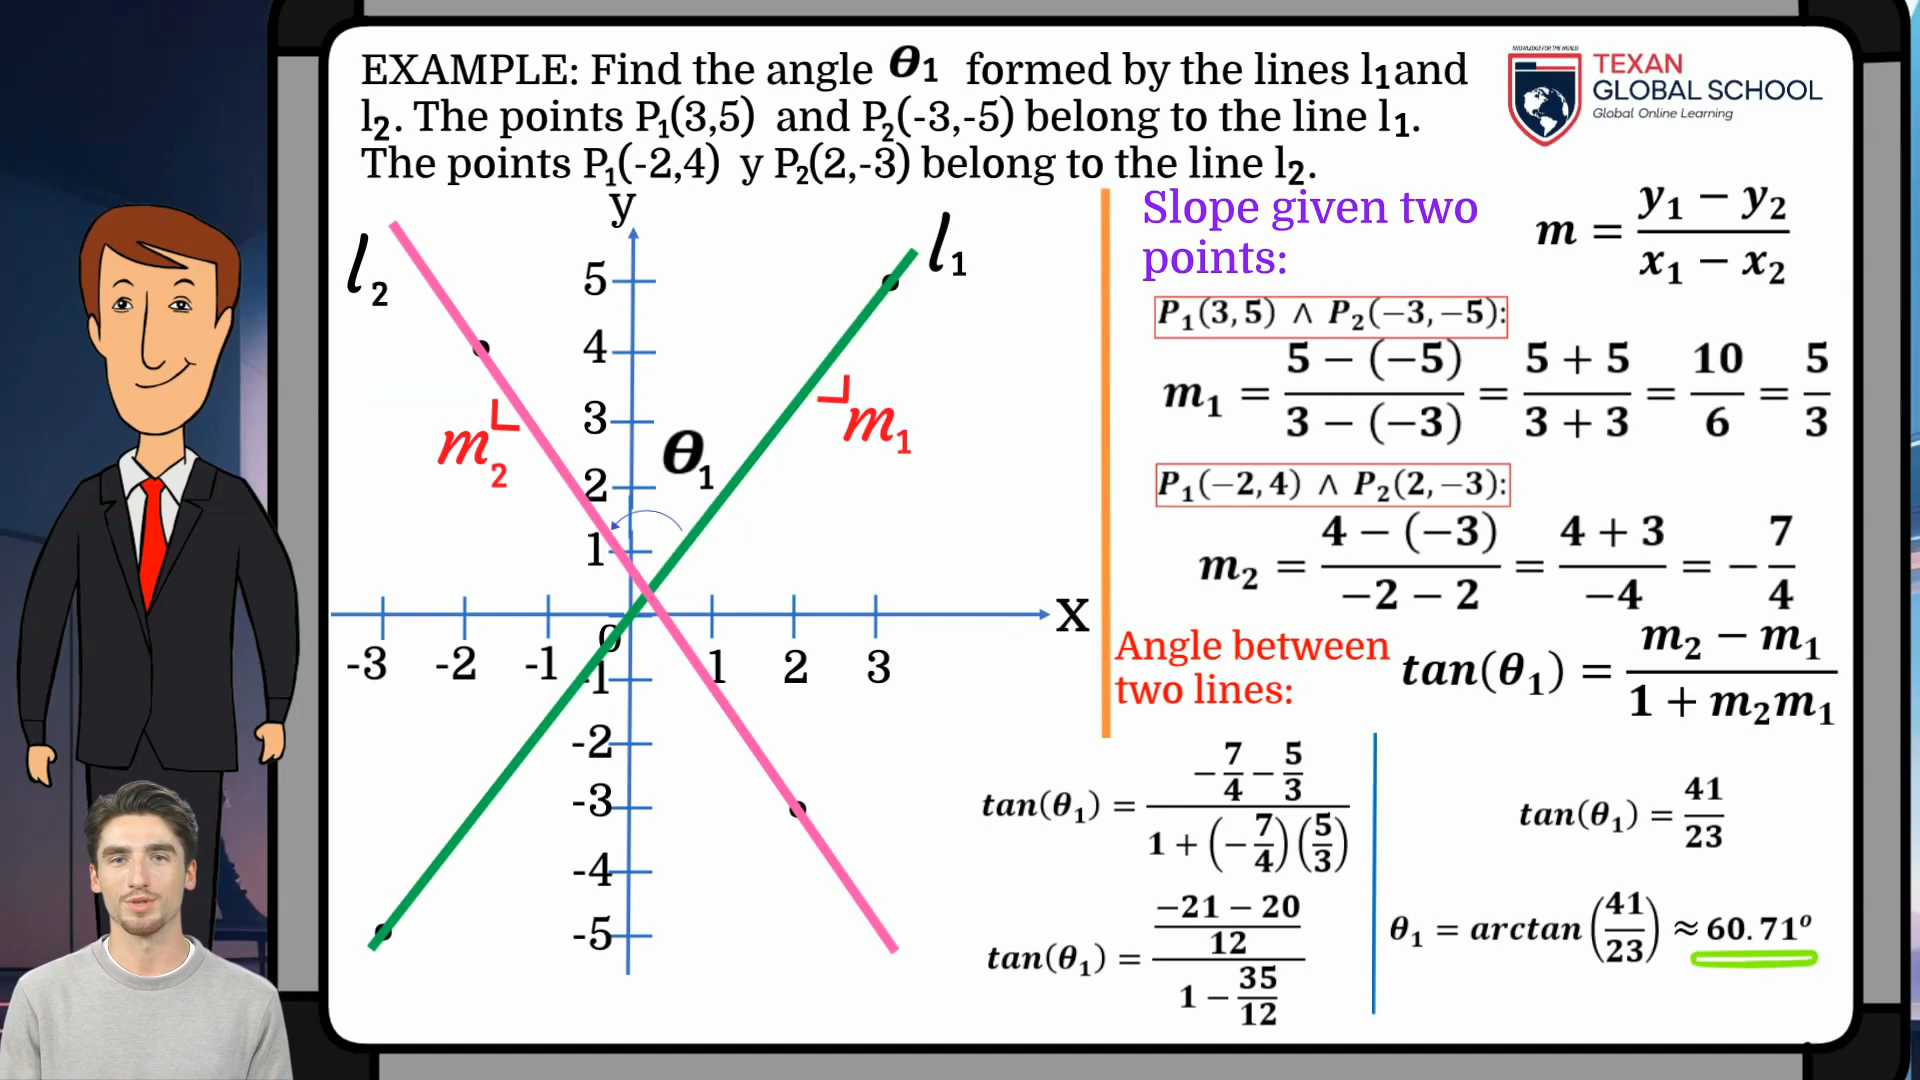 EXAMPLE: Find the angle θ1 formed by the lines l1and
l2. The points P1(3,5) and P2(-3,-5) belong to the line l1.
The points P1(-2,4) y P2(2,-3) belong to the line l2.
KNOWLEDGE FOR THE WORLD
TEXAN
GLOBAL SCHOOL
Global Online Learning
y
l2
l1
5
4
3
2
1
m2
θ1
m1
0
x
-3 -2 -1 1 2 3
-1
-2
-3
-4
-5
Slope given two
points:
m = (y1 − y2)/(x1 − x2)
P1(3, 5) ∧ P2(−3, −5):
m1 = (5 − (−5))/(3 − (−3)) = (5 + 5)/(3 + 3) = 10/6 = 5/3
P1(−2, 4) ∧ P2(2, −3):
m2 = (4 − (−3))/(−2 − 2) = (4 + 3)/(−4) = −7/4
Angle between
two lines:
tan(θ1) = (m2 − m1)/(1 + m2m1)
tan(θ1) = (−7/4 − 5/3)/(1 + (−7/4)(5/3))
tan(θ1) = ((−21 − 20)/12)/(1 − 35/12)
tan(θ1) = 41/23
θ1 = arctan(41/23) ≈ 60.71º